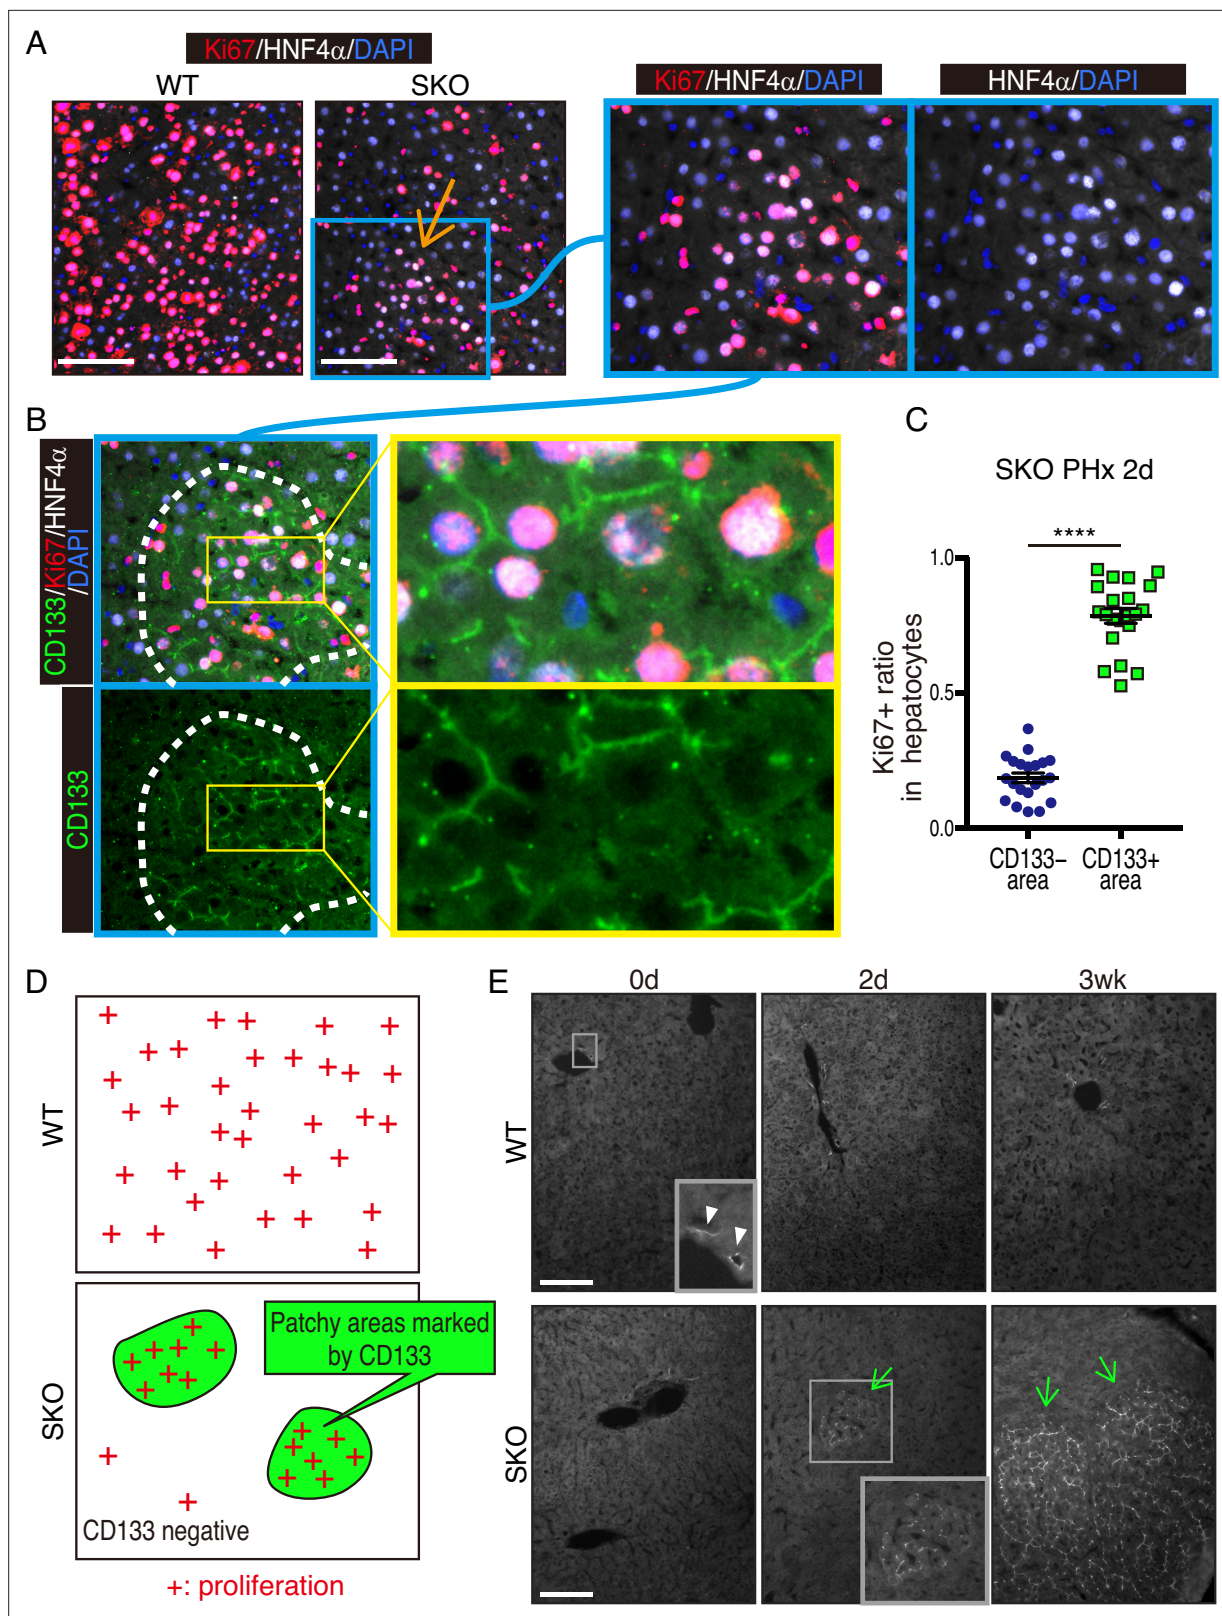 A
Ki67/HNF4α/DAPI
WT
SKO
Ki67/HNF4α/DAPI
HNF4α/DAPI
B
CD133/Ki67/HNF4α
/DAPI
CD133
C
SKO PHx 2d
****
Ki67+ ratio
in hepatocytes
1.0
0.5
0.0
CD133–
area
CD133+
area
D
WT
SKO
Patchy areas marked
by CD133
CD133 negative
+: proliferation
E
0d
2d
3wk
WT
SKO